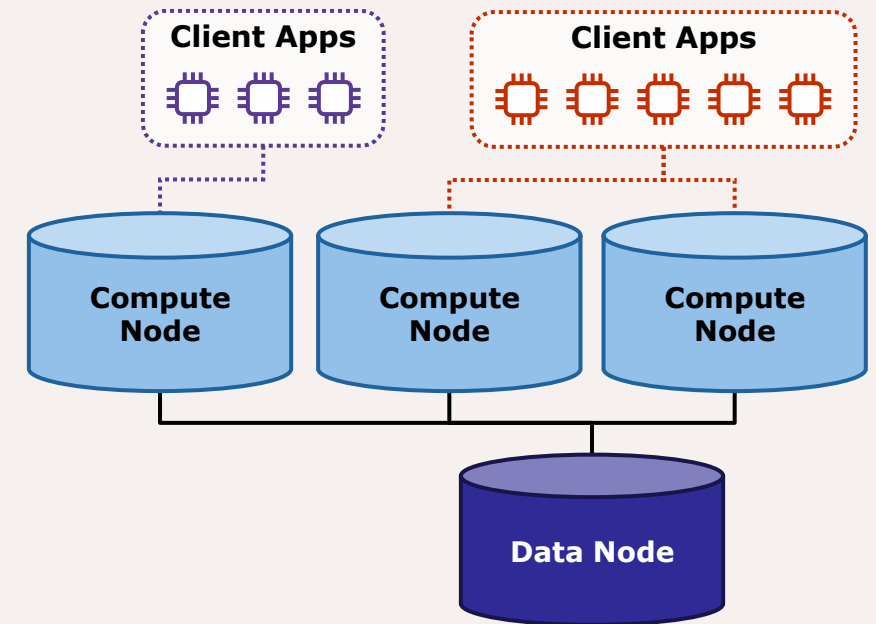 Client Apps
Client Apps
Compute
Node
Compute
Node
Compute
Node
Data Node